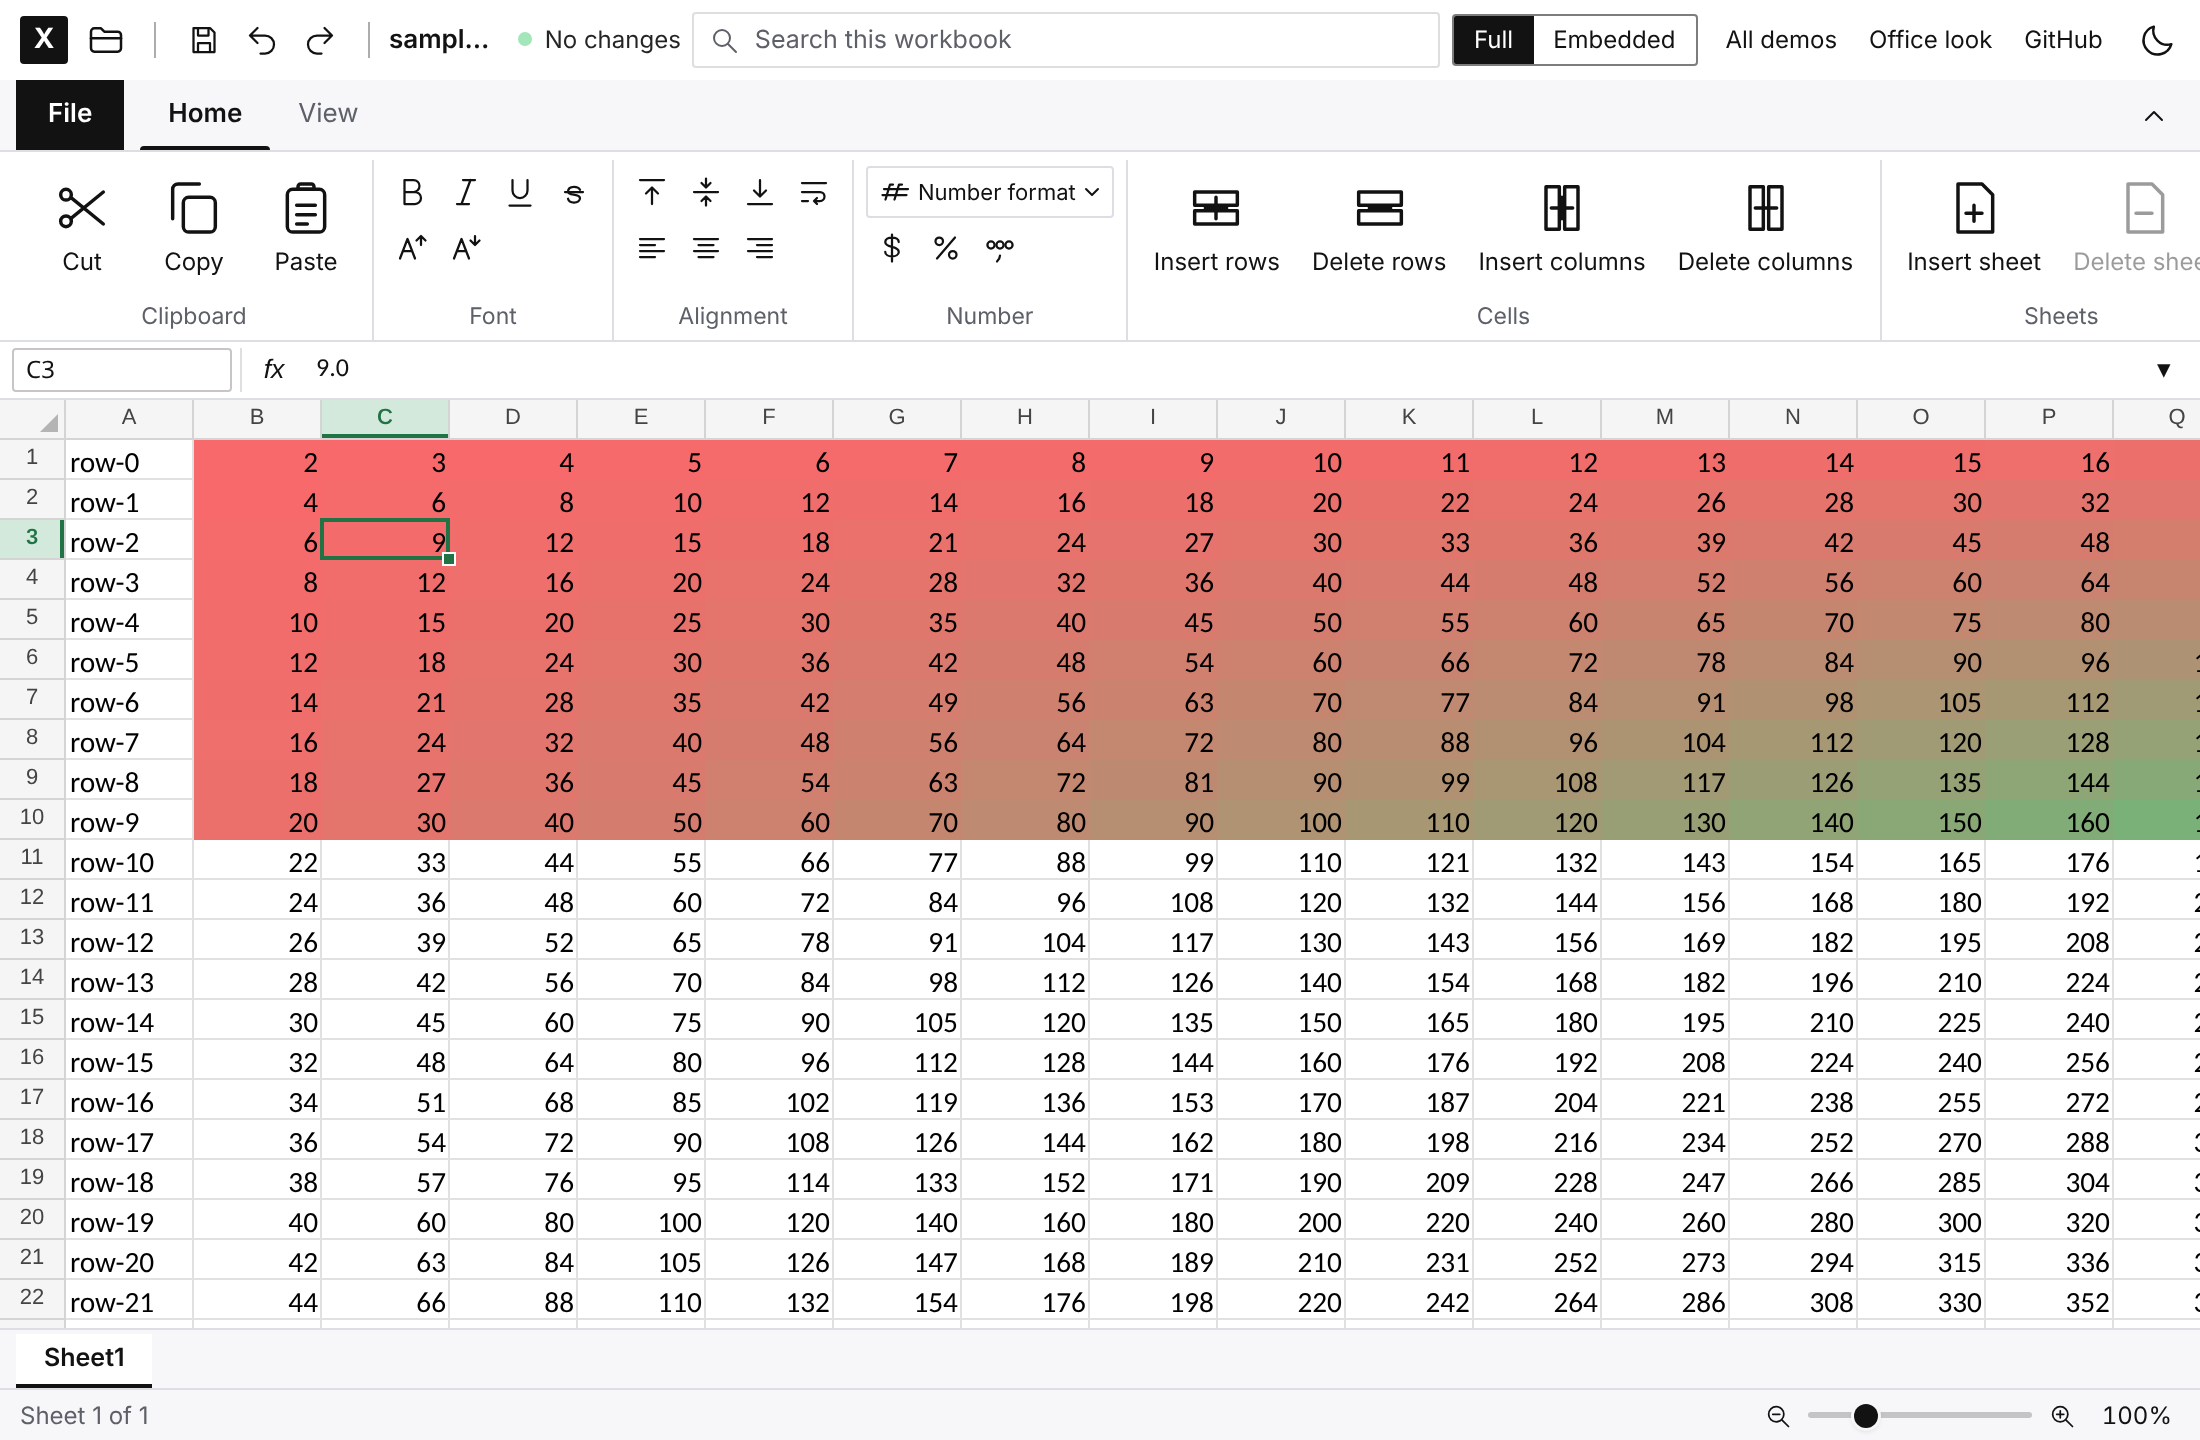 X sampl... No changes Search this workbook Full Embedded All demos Office look GitHub
File Home View
Number format
$ %
Cut Copy Paste Insert rows Delete rows Insert columns Delete columns Insert sheet
Clipboard Font Alignment Number Cells Sheets
C3 fx 9.0
A B C D E F G H I J K L M N O P Q
1 row-0 2 3 4 5 6 7 8 9 10 11 12 13 14 15 16
2 row-1 4 6 8 10 12 14 16 18 20 22 24 26 28 30 32
3 row-2 6 9 12 15 18 21 24 27 30 33 36 39 42 45 48
4 row-3 8 12 16 20 24 28 32 36 40 44 48 52 56 60 64
5 row-4 10 15 20 25 30 35 40 45 50 55 60 65 70 75 80
6 row-5 12 18 24 30 36 42 48 54 60 66 72 78 84 90 96
7 row-6 14 21 28 35 42 49 56 63 70 77 84 91 98 105 112
8 row-7 16 24 32 40 48 56 64 72 80 88 96 104 112 120 128
9 row-8 18 27 36 45 54 63 72 81 90 99 108 117 126 135 144
10 row-9 20 30 40 50 60 70 80 90 100 110 120 130 140 150 160
11 row-10 22 33 44 55 66 77 88 99 110 121 132 143 154 165 176
12 row-11 24 36 48 60 72 84 96 108 120 132 144 156 168 180 192
13 row-12 26 39 52 65 78 91 104 117 130 143 156 169 182 195 208
14 row-13 28 42 56 70 84 98 112 126 140 154 168 182 196 210 224
15 row-14 30 45 60 75 90 105 120 135 150 165 180 195 210 225 240
16 row-15 32 48 64 80 96 112 128 144 160 176 192 208 224 240 256
17 row-16 34 51 68 85 102 119 136 153 170 187 204 221 238 255 272
18 row-17 36 54 72 90 108 126 144 162 180 198 216 234 252 270 288
19 row-18 38 57 76 95 114 133 152 171 190 209 228 247 266 285 304
20 row-19 40 60 80 100 120 140 160 180 200 220 240 260 280 300 320
21 row-20 42 63 84 105 126 147 168 189 210 231 252 273 294 315 336
22 row-21 44 66 88 110 132 154 176 198 220 242 264 286 308 330 352
Sheet1
Sheet 1 of 1 100%